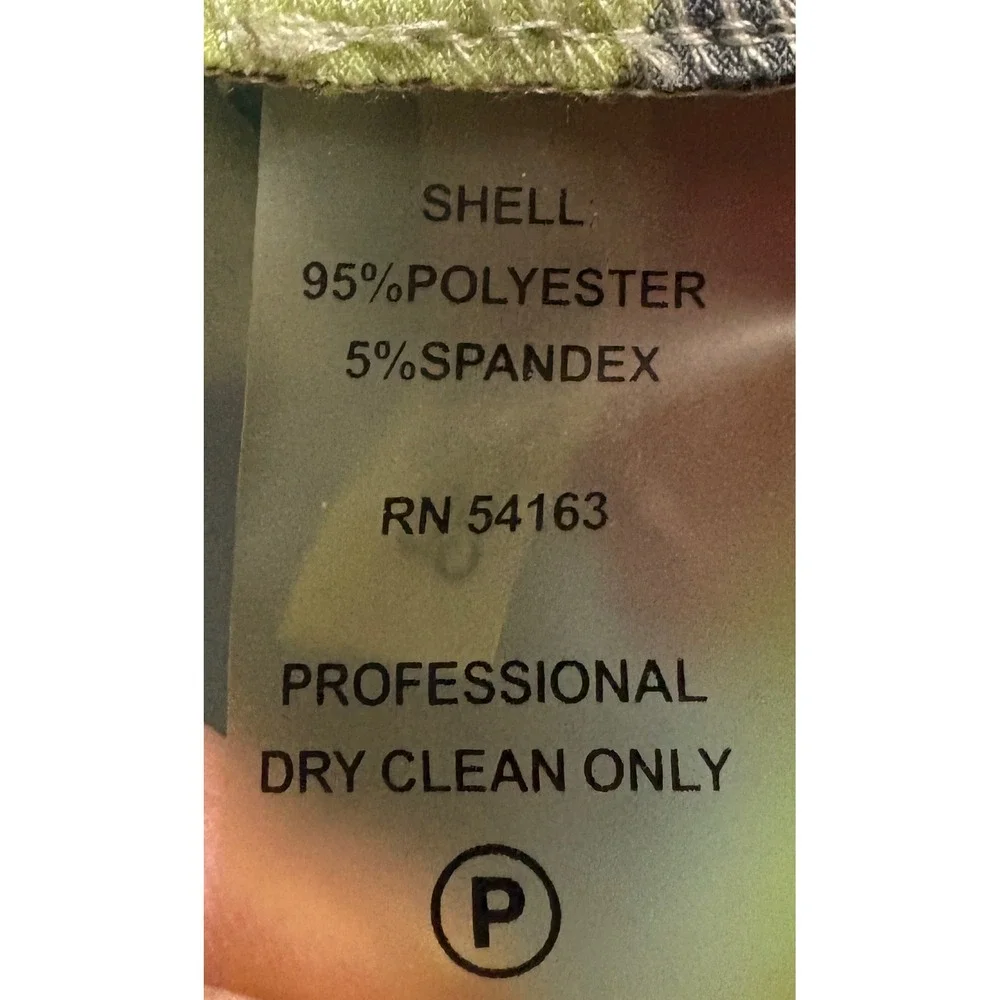 SHELL:
95%POLYESTER
5%SPANDEX
RN 54163
PROFESSIONAL
DRY CLEAN ONLY
P